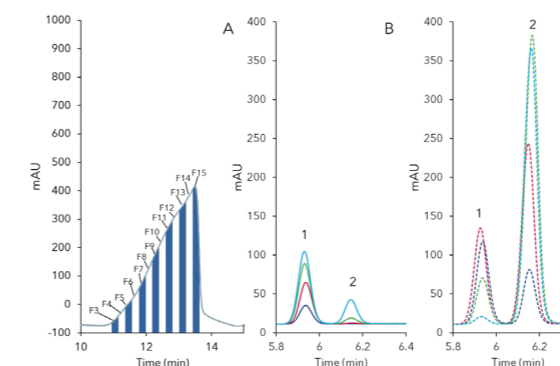 A
mAU
1000
900
800
700
600
500
400
300
200
100
0
-100
F3
F4
F5
F6
F7
F8
F9
F10
F11
F12
F13
F14
F15
10
12
14
Time (min)
B
mAU
400
350
300
250
200
150
100
50
0
1
2
5.8
6
6.2
6.4
Time (min)
mAU
400
350
300
250
200
150
100
50
0
1
2
5.8
6
6.2
Time (min)